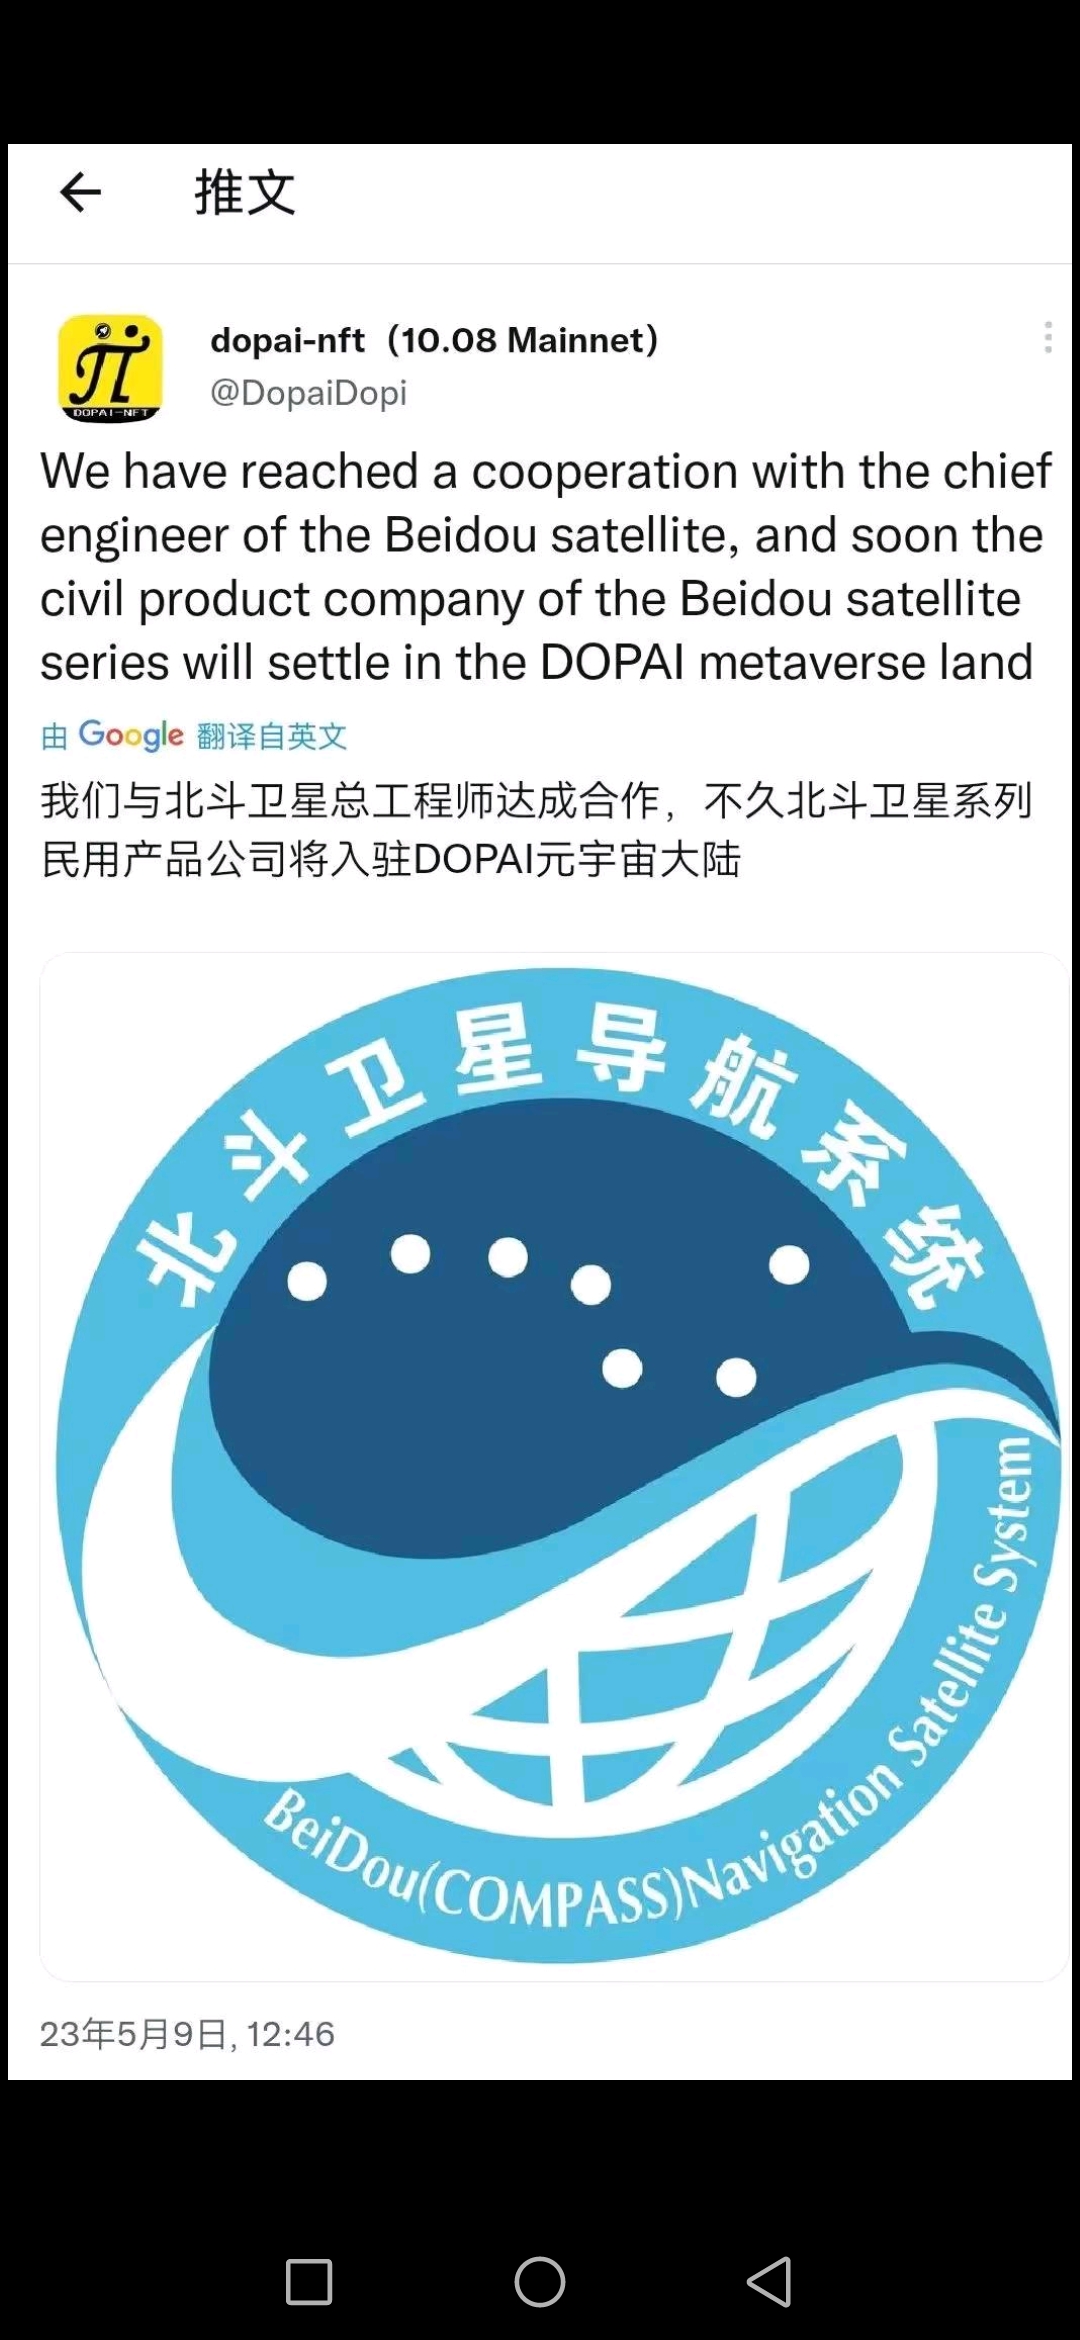 推文
dopai-nft（10.08 Mainnet）
@DopaiDopi
DOPAI-NFT
We have reached a cooperation with the chief
engineer of the Beidou satellite, and soon the
civil product company of the Beidou satellite
series will settle in the DOPAI metaverse land
由 Google 翻译自英文
我们与北斗卫星总工程师达成合作，不久北斗卫星系列
民用产品公司将入驻DOPAI元宇宙大陆
北斗卫星导航系统
BeiDou(COMPASS)Navigation Satellite System
23年5月9日, 12:46